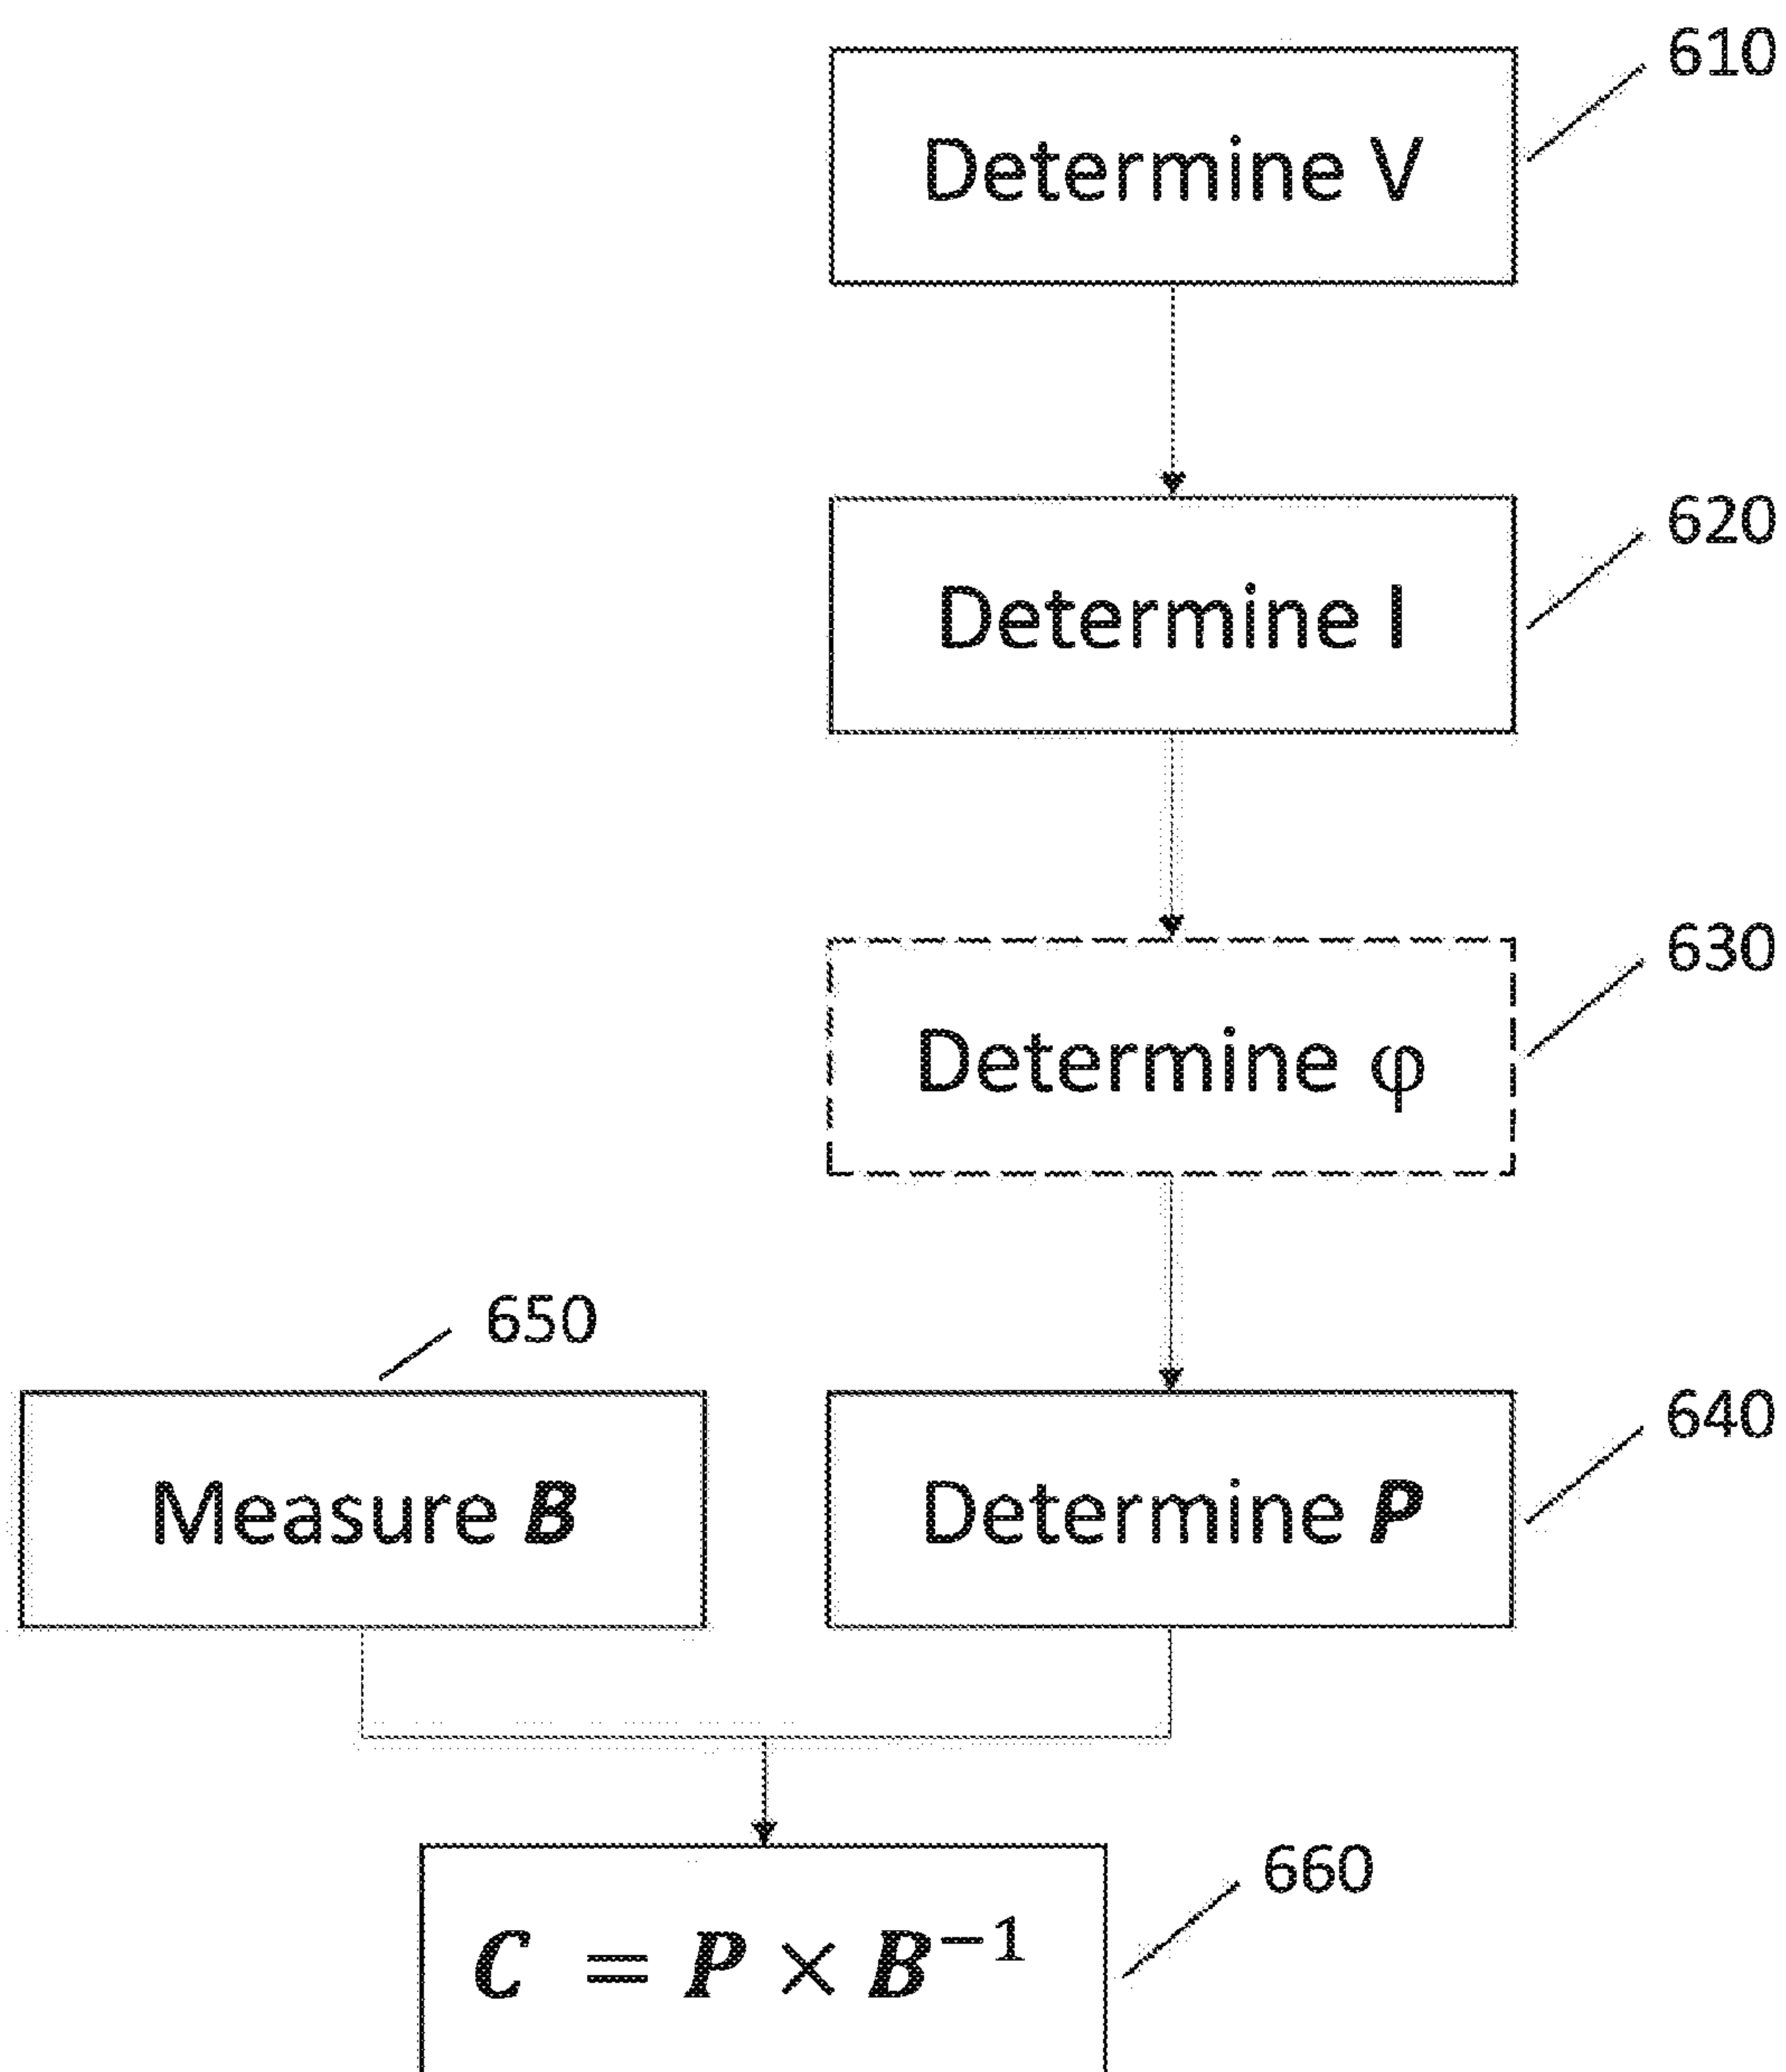 610
Determine V
620
Determine I
630
Determine φ
650
640
Measure B
Determine P
660
C = P × B⁻¹